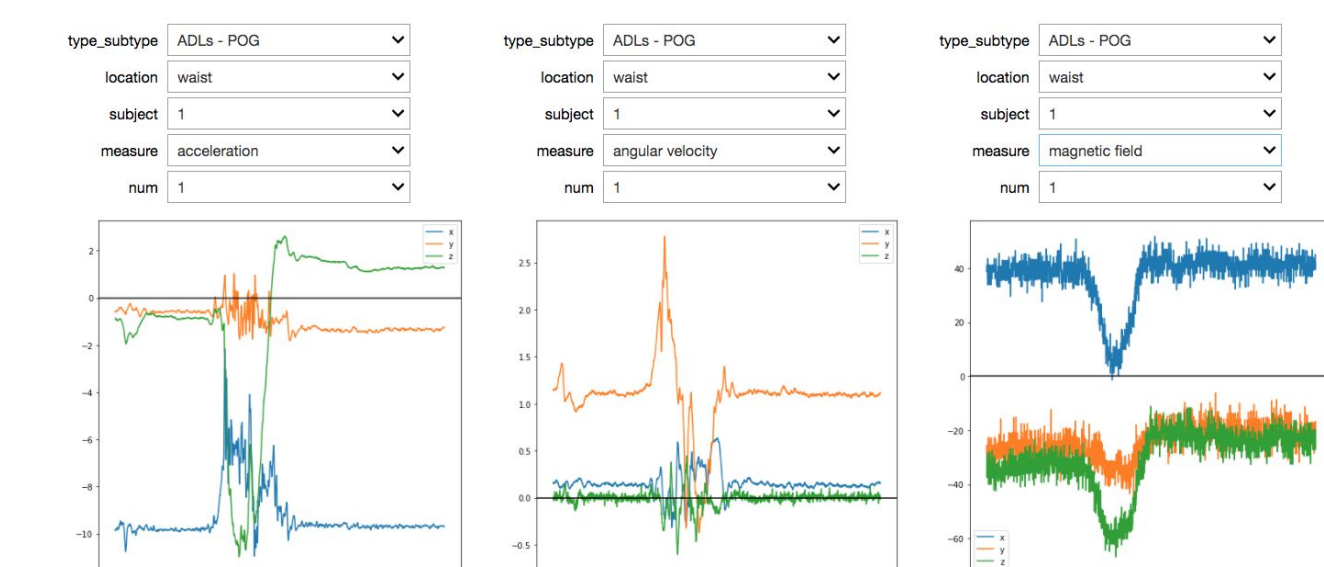 type_subtype ADLs - POG
location waist
subject 1
measure acceleration
num 1
x
y
z
2
0
−2
−4
−6
−8
−10
type_subtype ADLs - POG
location waist
subject 1
measure angular velocity
num 1
x
y
z
2.5
2.0
1.5
1.0
0.5
0.0
−0.5
type_subtype ADLs - POG
location waist
subject 1
measure magnetic field
num 1
40
20
0
−20
−40
−60
x
y
z